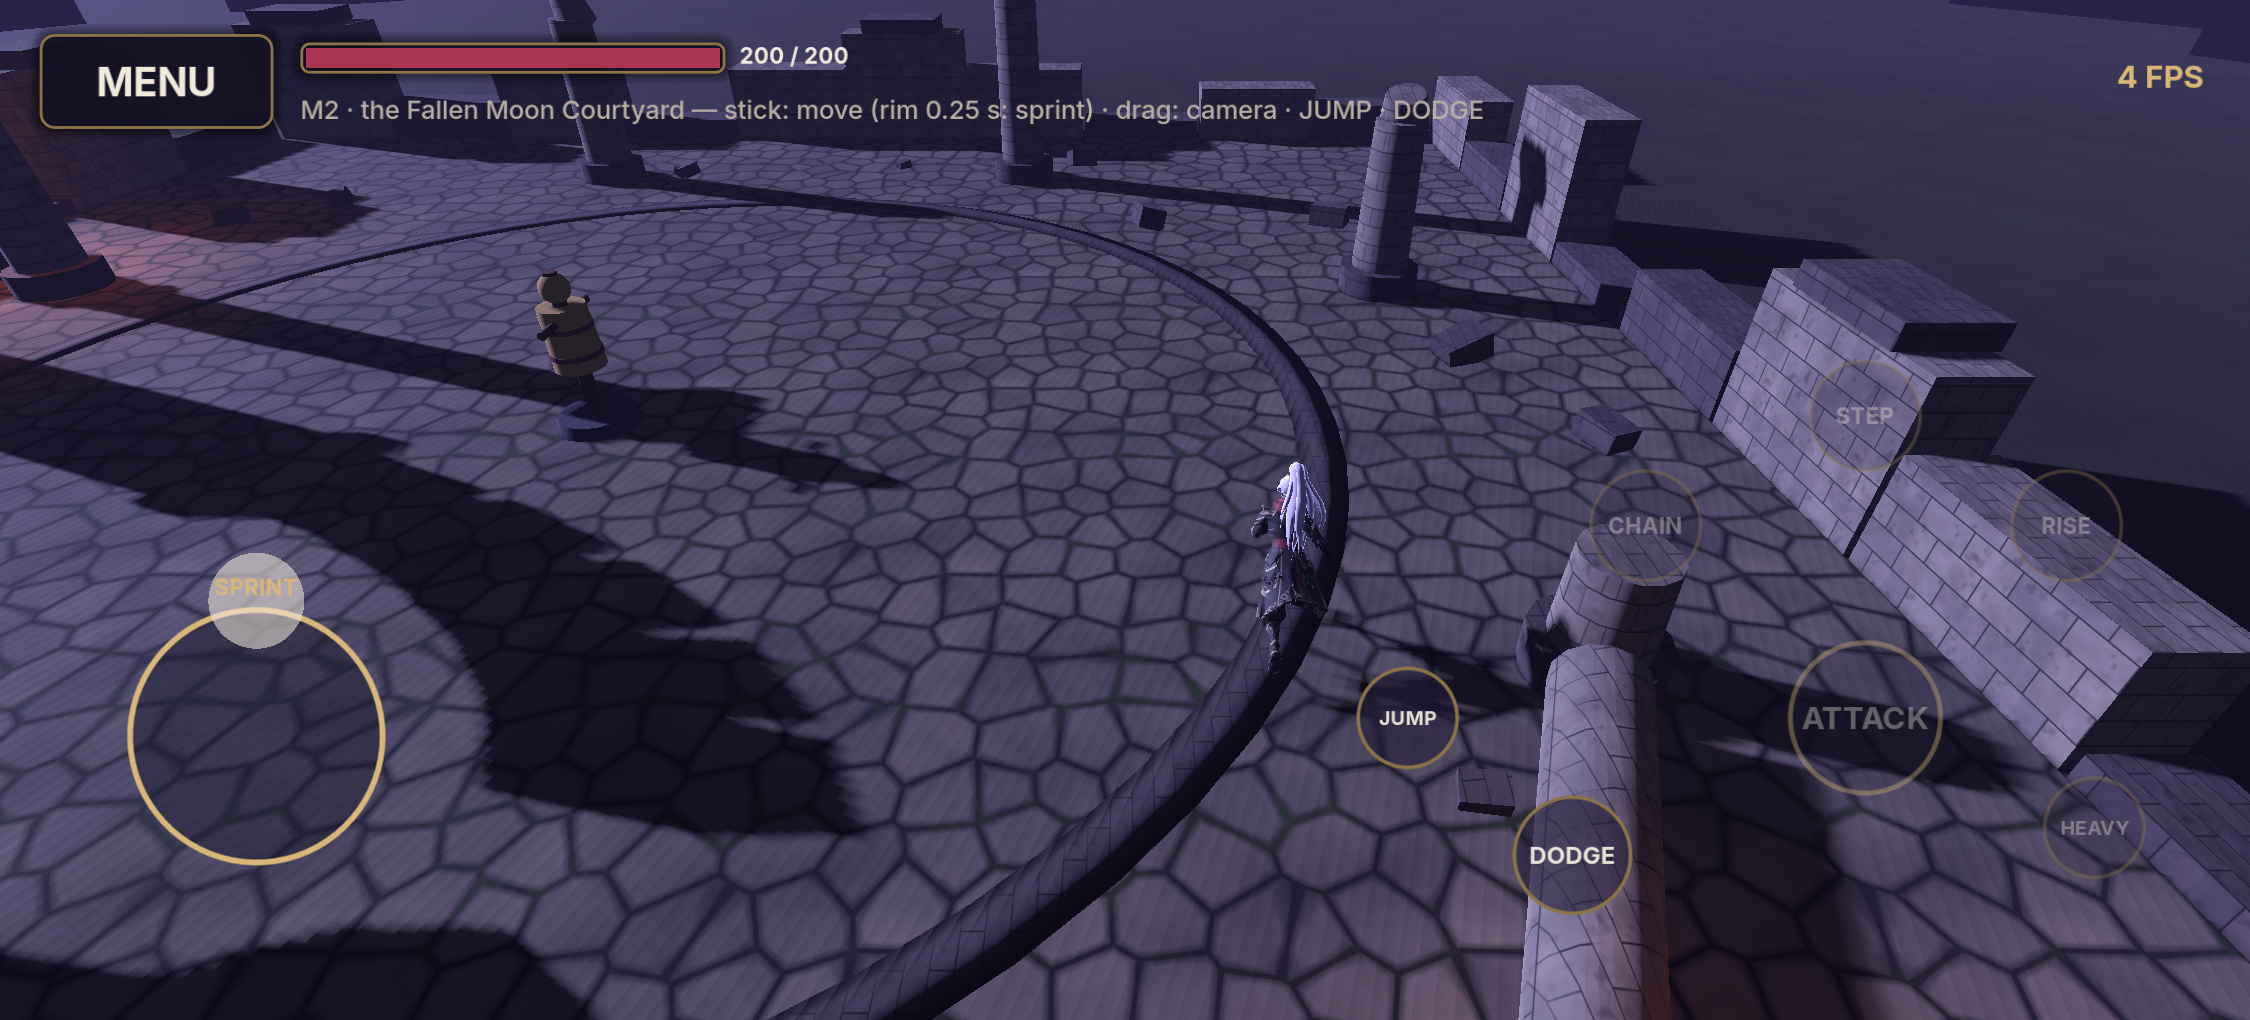 MENU
200 / 200
4 FPS
M2 · the Fallen Moon Courtyard — stick: move (rim 0.25 s: sprint) · drag: camera · JUMP · DODGE
STEP
CHAIN
RISE
SPRINT
JUMP
ATTACK
HEAVY
DODGE